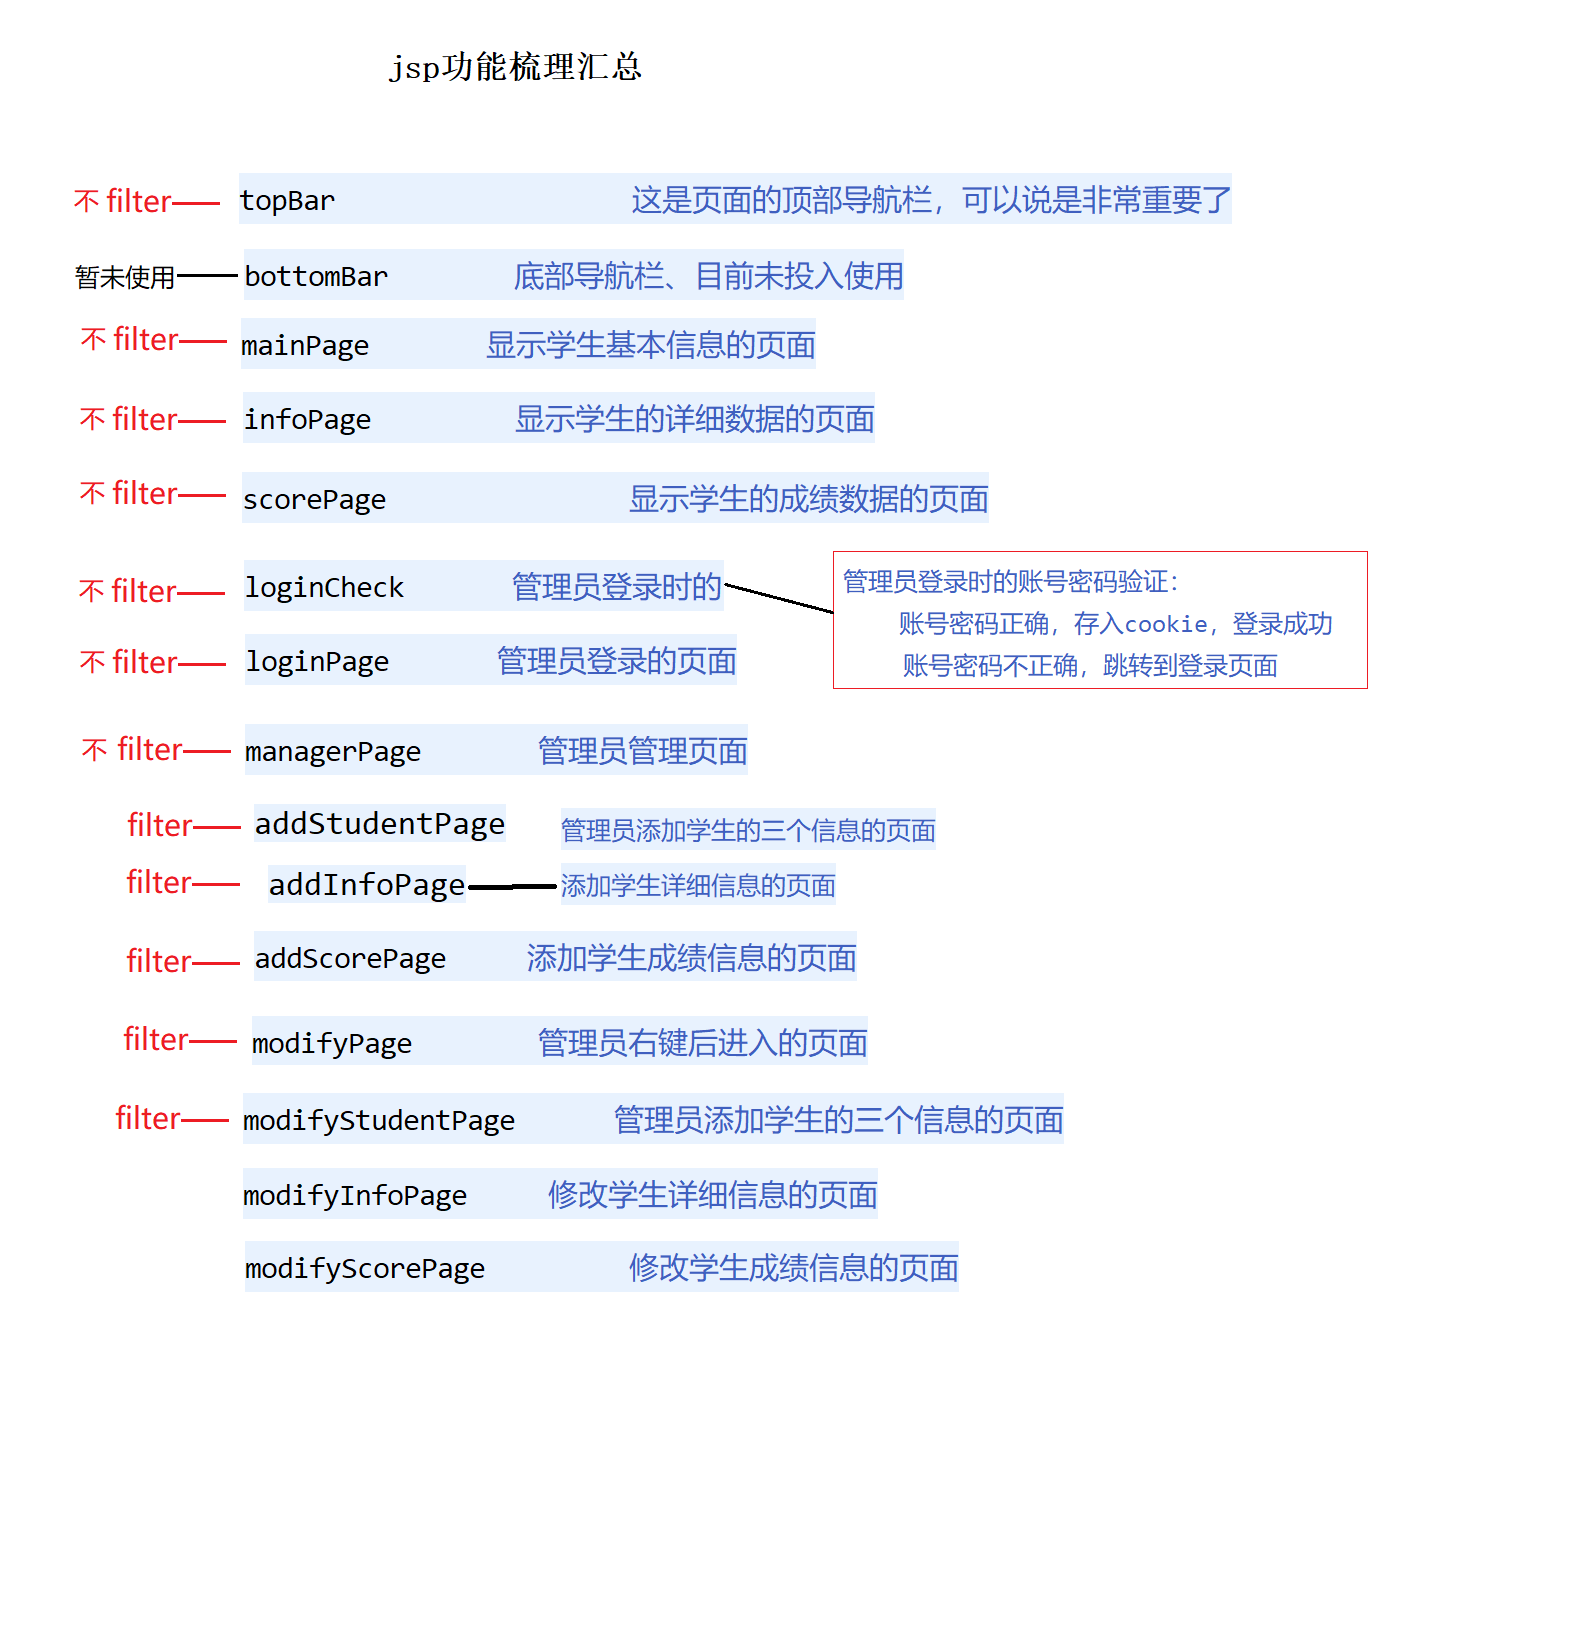 jsp功能梳理汇总
不 filter topBar 这是页面的顶部导航栏，可以说是非常重要了
暂未使用 bottomBar 底部导航栏、目前未投入使用
不 filter mainPage 显示学生基本信息的页面
不 filter infoPage 显示学生的详细数据的页面
不 filter scorePage 显示学生的成绩数据的页面
不 filter loginCheck 管理员登录时的
管理员登录时的账号密码验证：
账号密码正确，存入cookie，登录成功
账号密码不正确，跳转到登录页面
不 filter loginPage 管理员登录的页面
不 filter managerPage 管理员管理页面
filter addStudentPage 管理员添加学生的三个信息的页面
filter addInfoPage 添加学生详细信息的页面
filter addScorePage 添加学生成绩信息的页面
filter modifyPage 管理员右键后进入的页面
filter modifyStudentPage 管理员添加学生的三个信息的页面
modifyInfoPage 修改学生详细信息的页面
modifyScorePage 修改学生成绩信息的页面